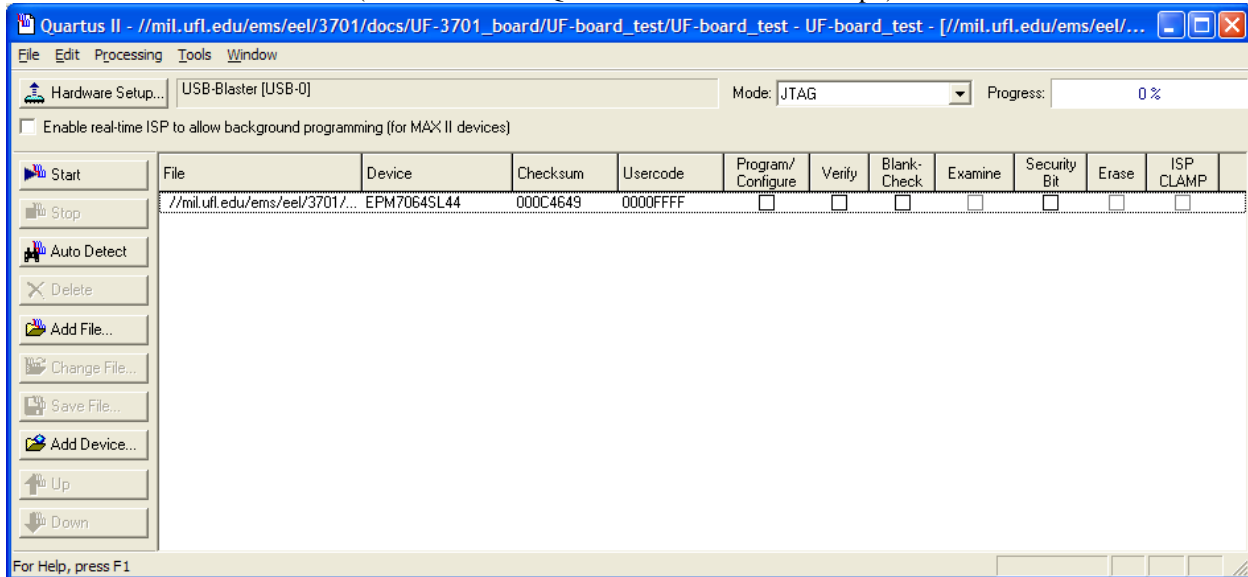 Quartus II - //mil.ufl.edu/ems/eel/3701/docs/UF-3701_board/UF-board_test/UF-board_test - UF-board_test - [//mil.ufl.edu/ems/eel/...
File Edit Processing Tools Window
Hardware Setup... USB-Blaster [USB-0] Mode: JTAG Progress: 0 %
Enable real-time ISP to allow background programming (for MAX II devices)
Start File Device Checksum Usercode Program/ Configure Verify Blank- Check Examine Security Bit Erase ISP CLAMP
//mil.ufl.edu/ems/eel/3701/... EPM7064SL44 000C4649 0000FFFF
Stop
Auto Detect
Delete
Add File...
Change File...
Save File...
Add Device...
Up
Down
For Help, press F1